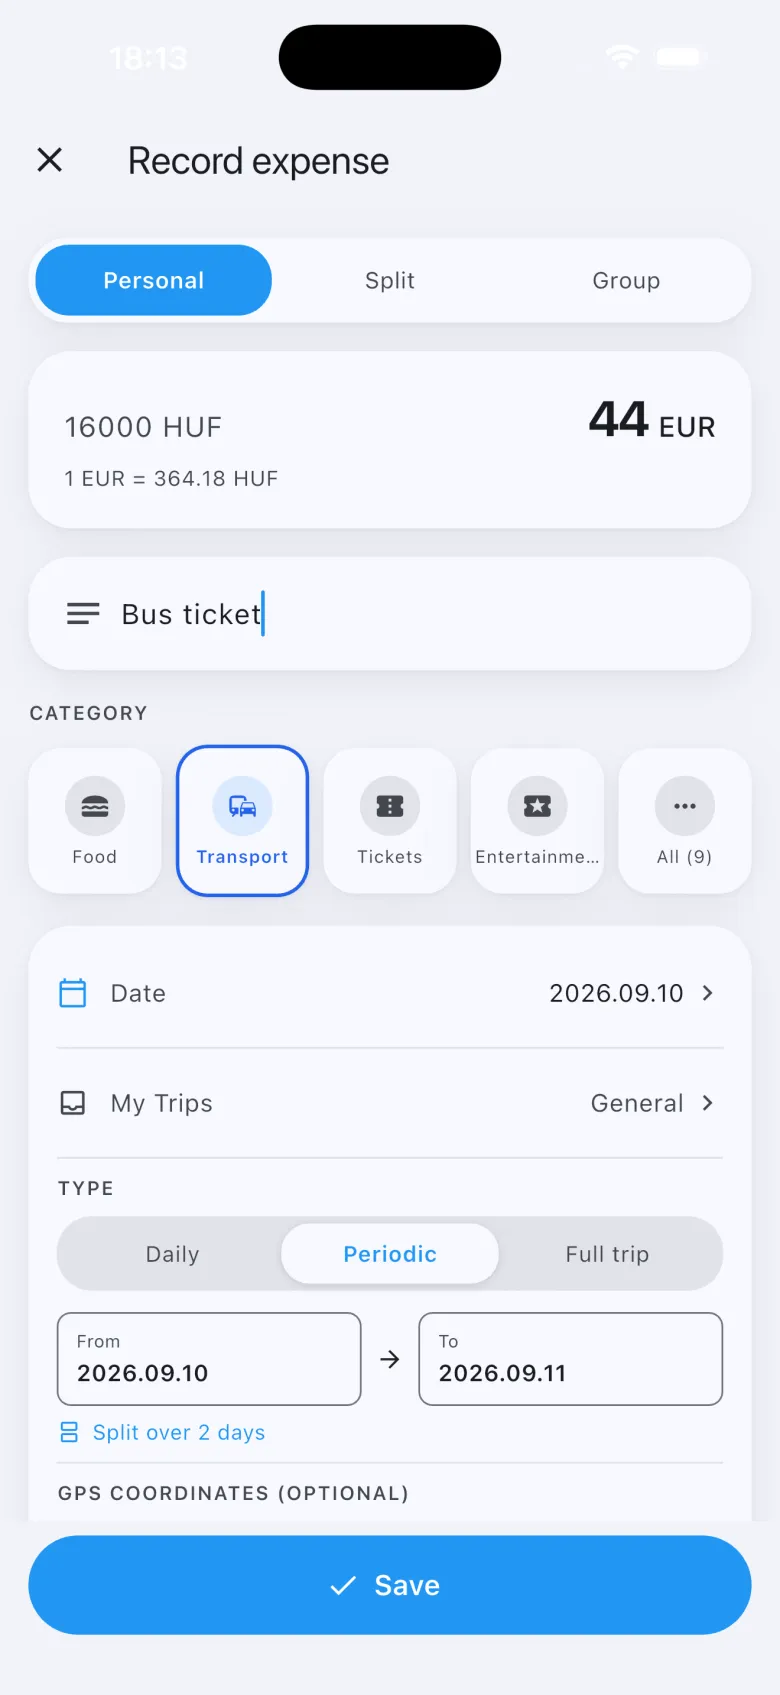 18:13
Record expense
Personal Split Group
16000 HUF 44 EUR
1 EUR = 364.18 HUF
Bus ticket
CATEGORY
Food Transport Tickets Entertainme... All (9)
Date 2026.09.10
My Trips General
TYPE
Daily Periodic Full trip
From To
2026.09.10 2026.09.11
Split over 2 days
GPS COORDINATES (OPTIONAL)
Save